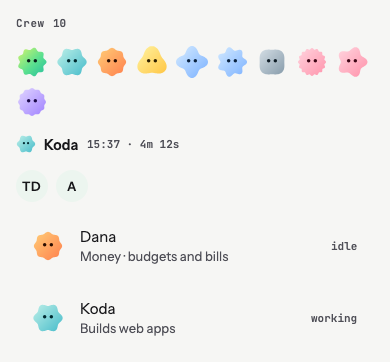 Crew 10
Koda 15:37 · 4m 12s
TD A
Dana
Money · budgets and bills
idle
Koda
Builds web apps
working